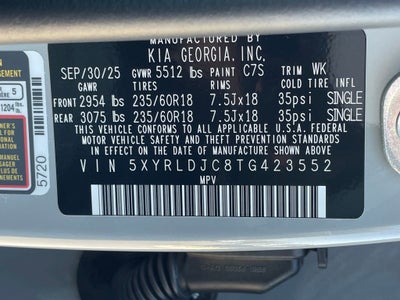 MANUFACTURED BY
KIA GEORGIA, INC.
SEP/30/25 GVWR 5512 lbs PAINT C7S TRIM WK
GAWR TIRES RIMS COLD TIRE INFL
FRONT 2954 lbs 235/60R18 7.5Jx18 35psi SINGLE
REAR 3075 lbs 235/60R18 7.5Jx18 35psi SINGLE
THIS VEHICLE CONFORMS TO ALL APPLICABLE U.S.A. FEDERAL
MOTOR VEHICLE SAFETY AND THEFT PREVENTION STANDARDS
IN EFFECT ON THE DATE OF MANUFACTURE SHOWN ABOVE
VIN 5XYRLDJC8TG423552
MPV
5
1204 lbs.
5720